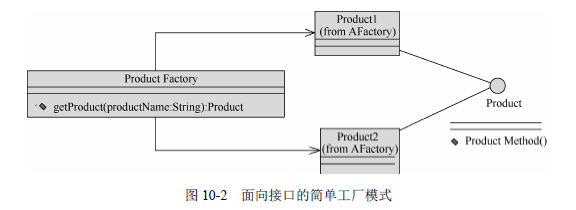 Product1
(from AFactory)
Product Factory
getProduct(productName:String):Product
Product
Product2
(from AFactory)
Product Method()
图 10-2 面向接口的简单工厂模式